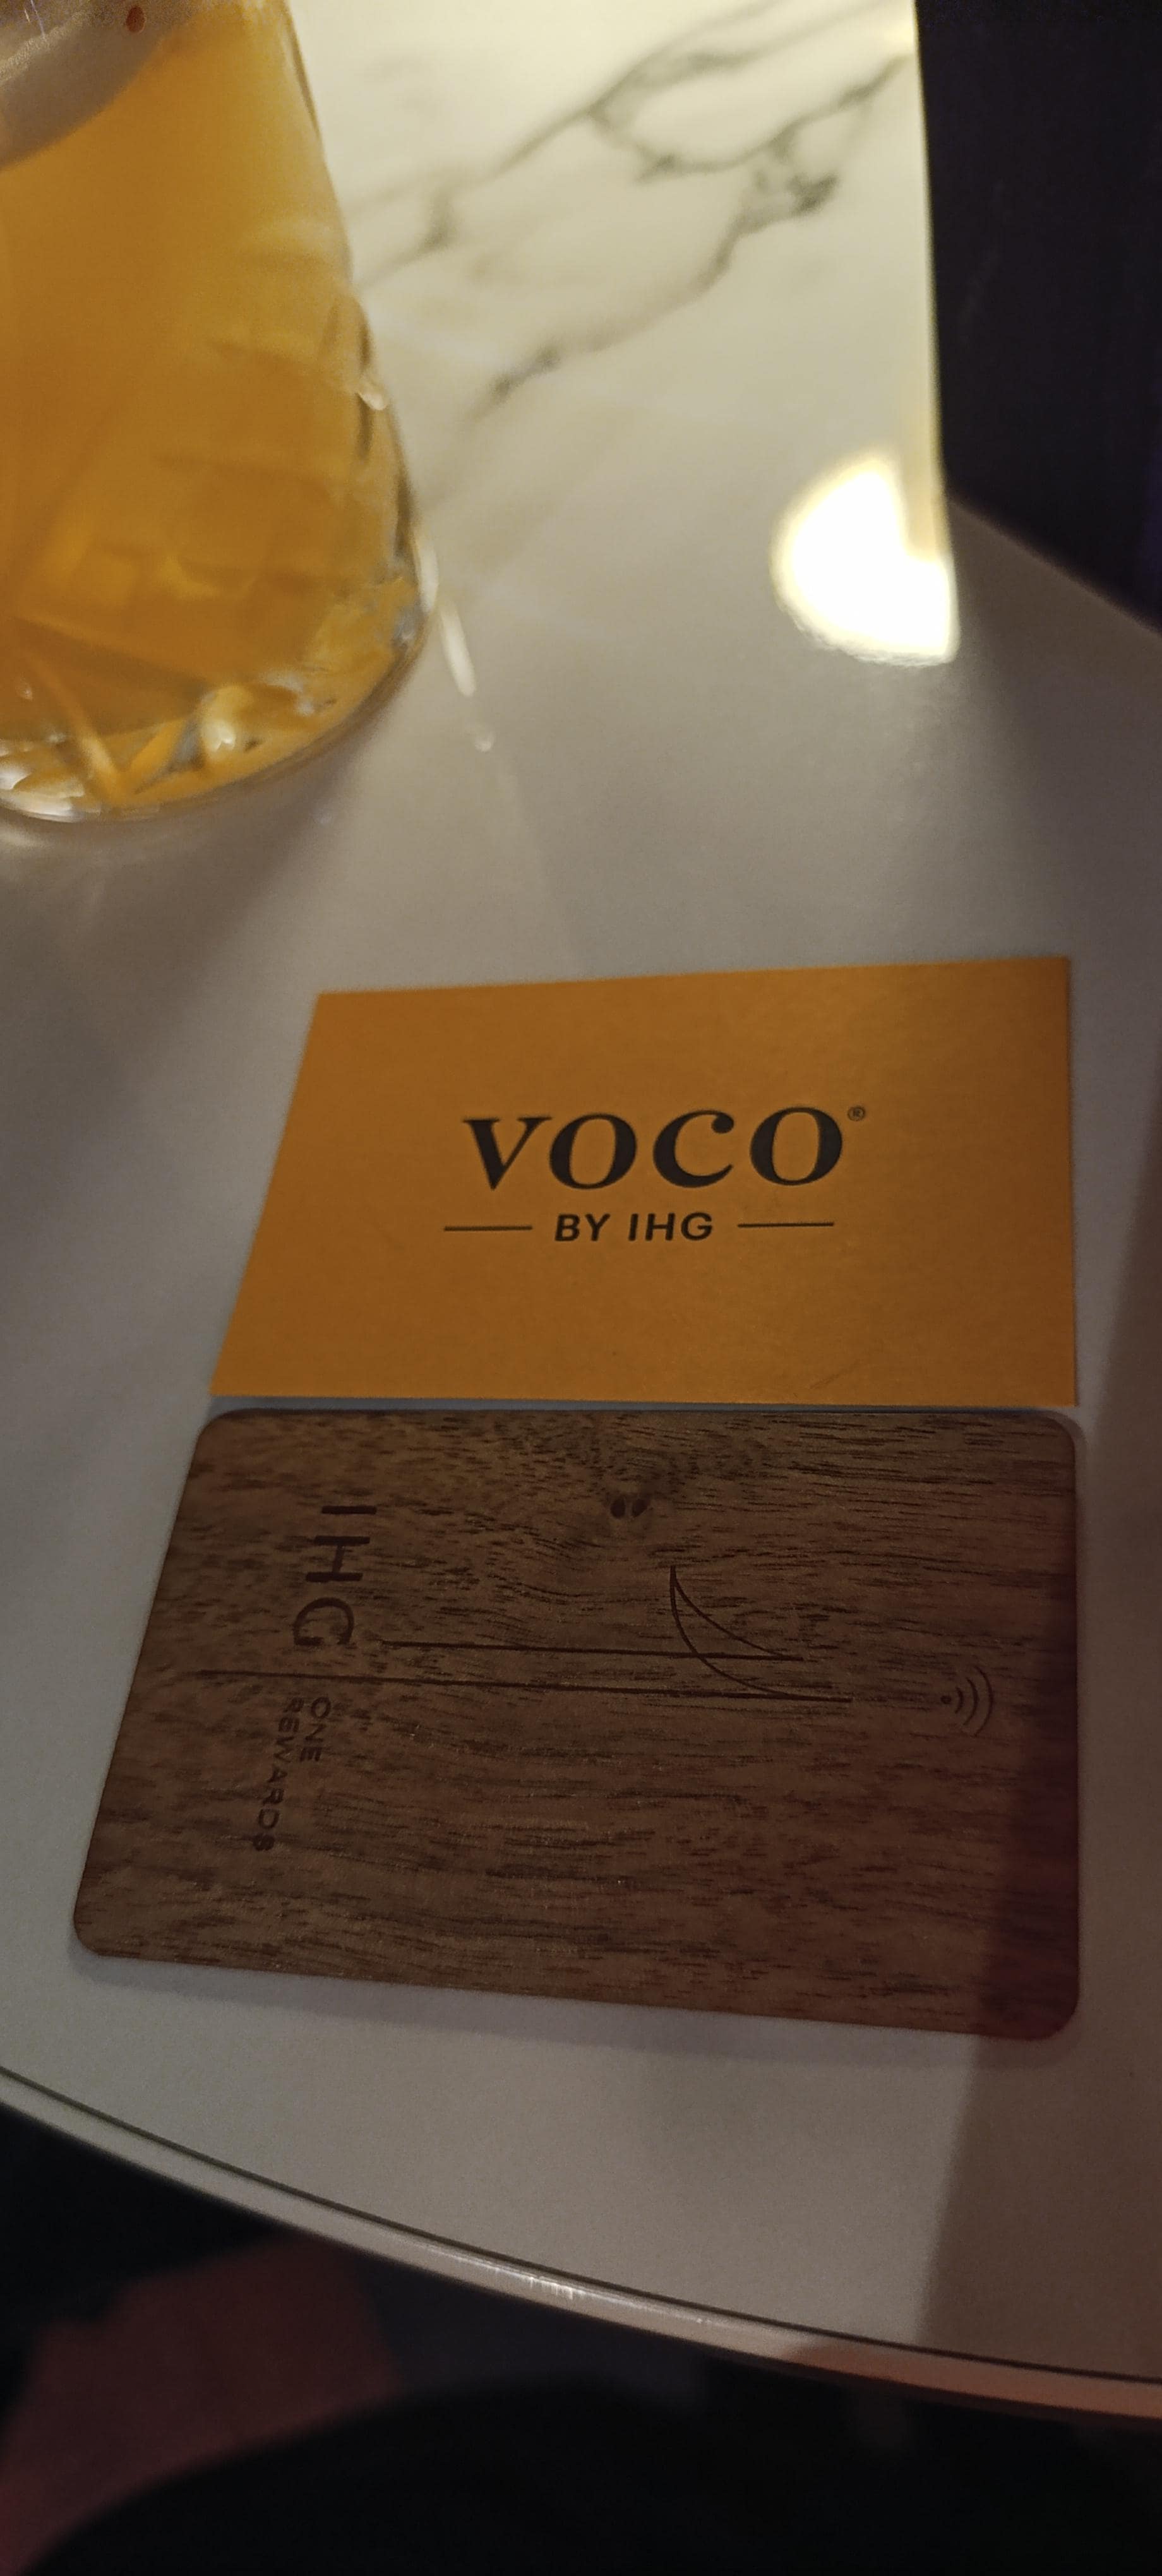 VOCO®
BY IHG
IHG
ONE
REWARDS